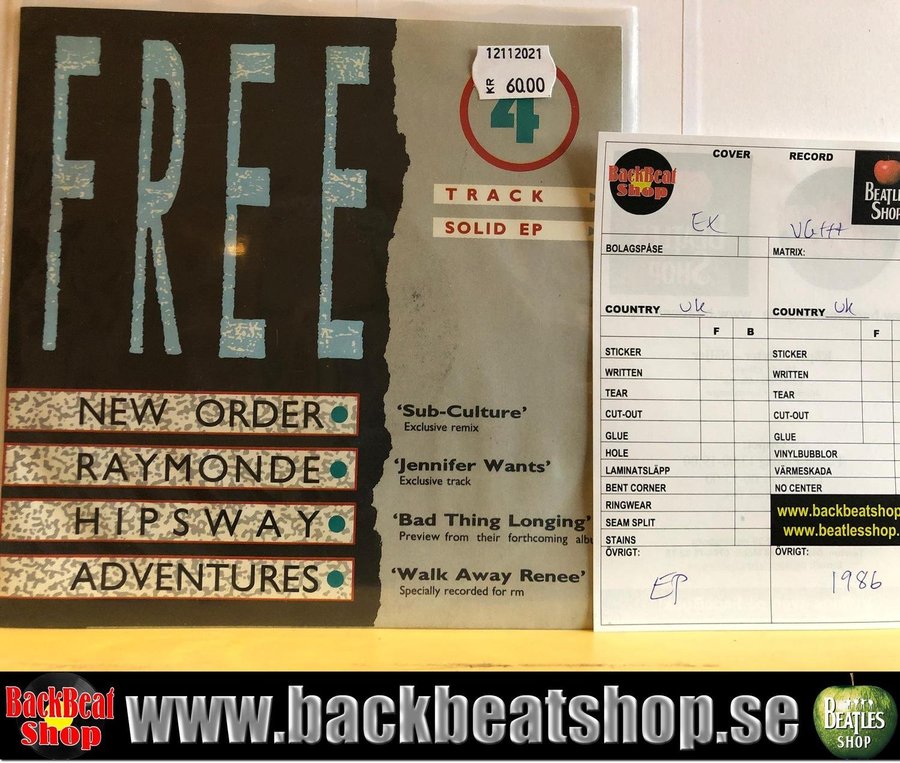 FREE
12112021
KR 60.00
4
TRACK
SOLID EP
NEW ORDER
'Sub-Culture'
Exclusive remix
RAYMONDE
'Jennifer Wants'
Exclusive track
HIPSWAY
'Bad Thing Longing'
Preview from their forthcoming
ADVENTURES
'Walk Away Renee'
Specially recorded for rm
BackBeat
Shop
COVER
RECORD
BEATLES
SHOP
EX
VG+++
BOLAGSPÅSE
MATRIX:
COUNTRY UK
COUNTRY UK
F B
F
STICKER
STICKER
WRITTEN
WRITTEN
TEAR
TEAR
CUT-OUT
CUT-OUT
GLUE
GLUE
HOLE
VINYLBUBBLOR
LAMINATSLÄPP
VÄRMESKADA
BENT CORNER
NO CENTER
RINGWEAR
www.backbeatshop
SEAM SPLIT
www.beatlesshop.
STAINS
ÖVRIGT:
ÖVRIGT:
EP
1986
BackBeat
Shop
www.backbeatshop.se
BEATLES
SHOP